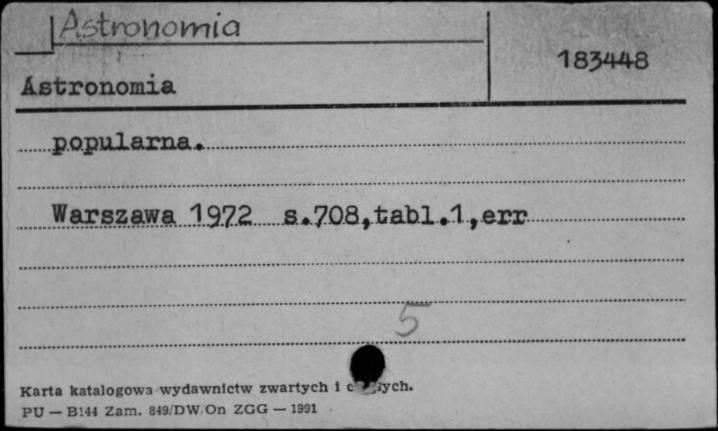 Astronomia
183448
Astronomia
popularna.
Warszawa 1972 s.708,tabl.1,err
5
Karta katalogowa wydawnictw zwartych i
PU — B144 Zam. 849/DW/On ZGG — 1991